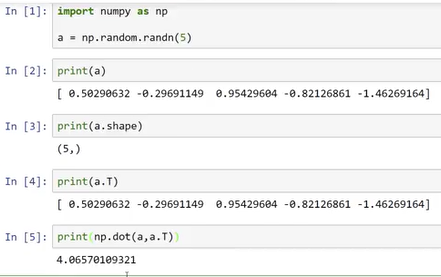 In [1]: import numpy as np
a = np.random.randn(5)
In [2]: print(a)
[ 0.50290632 -0.29691149  0.95429604 -0.82126861 -1.46269164]
In [3]: print(a.shape)
(5,)
In [4]: print(a.T)
[ 0.50290632 -0.29691149  0.95429604 -0.82126861 -1.46269164]
In [5]: print(np.dot(a,a.T))
4.06570109321